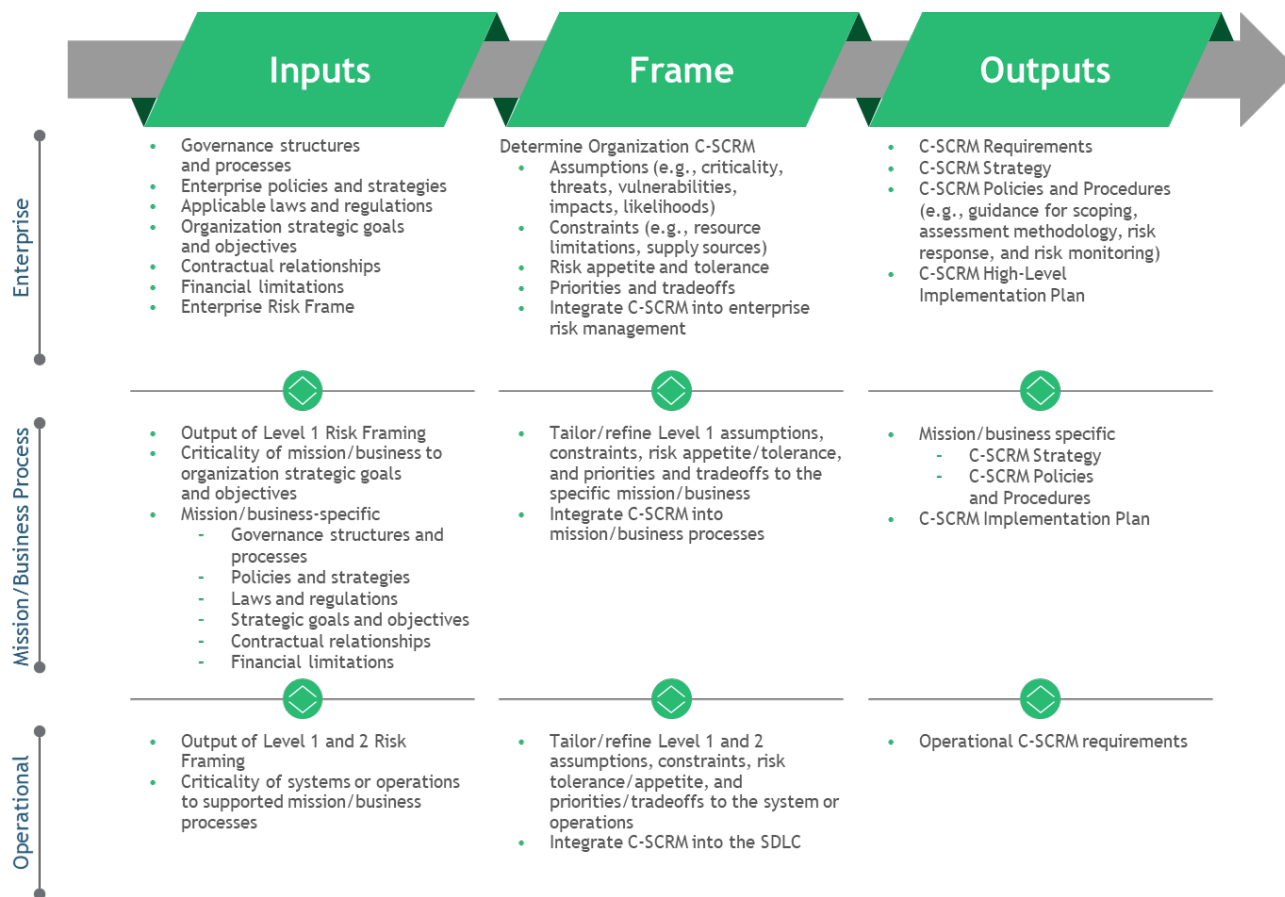 Inputs
Frame
Outputs
Enterprise
• Governance structures
and processes
• Enterprise policies and strategies
• Applicable laws and regulations
• Organization strategic goals
and objectives
• Contractual relationships
• Financial limitations
• Enterprise Risk Frame
Determine Organization C-SCRM
• Assumptions (e.g., criticality,
threats, vulnerabilities,
impacts, likelihoods)
• Constraints (e.g., resource
limitations, supply sources)
• Risk appetite and tolerance
• Priorities and tradeoffs
• Integrate C-SCRM into enterprise
risk management
• C-SCRM Requirements
• C-SCRM Strategy
• C-SCRM Policies and Procedures
(e.g., guidance for scoping,
assessment methodology, risk
response, and risk monitoring)
• C-SCRM High-Level
Implementation Plan
Mission/Business Process
• Output of Level 1 Risk Framing
• Criticality of mission/business to
organization strategic goals
and objectives
• Mission/business-specific
- Governance structures and
processes
- Policies and strategies
- Laws and regulations
- Strategic goals and objectives
- Contractual relationships
- Financial limitations
• Tailor/refine Level 1 assumptions,
constraints, risk appetite/tolerance,
and priorities and tradeoffs to the
specific mission/business
• Integrate C-SCRM into
mission/business processes
• Mission/business specific
- C-SCRM Strategy
- C-SCRM Policies
and Procedures
• C-SCRM Implementation Plan
Operational
• Output of Level 1 and 2 Risk
Framing
• Criticality of systems or operations
to supported mission/business
processes
• Tailor/refine Level 1 and 2
assumptions, constraints, risk
tolerance/appetite, and
priorities/tradeoffs to the system or
operations
• Integrate C-SCRM into the SDLC
• Operational C-SCRM requirements